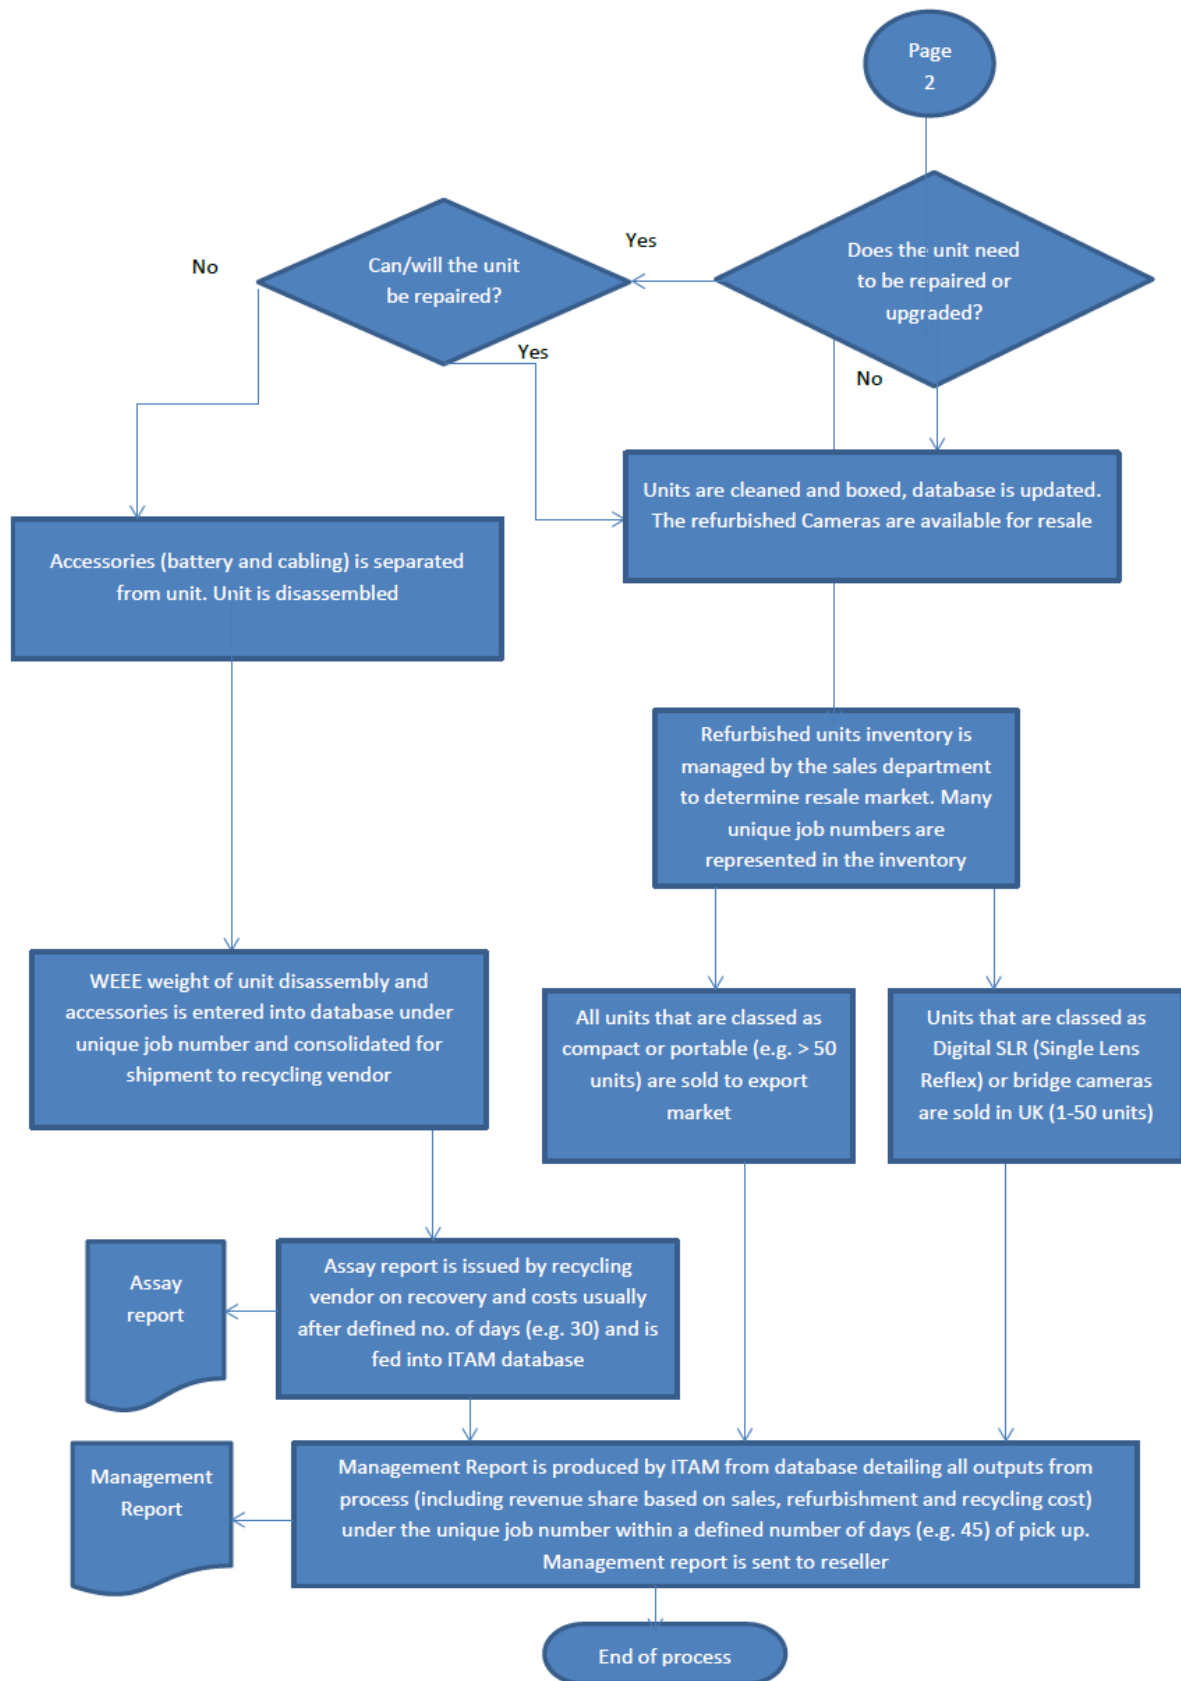 Page
2
Does the unit need
to be repaired or
upgraded?
Yes
Can/will the unit
be repaired?
No
Yes
No
Units are cleaned and boxed, database is updated.
The refurbished Cameras are available for resale
Accessories (battery and cabling) is separated
from unit. Unit is disassembled
Refurbished units inventory is
managed by the sales department
to determine resale market. Many
unique job numbers are
represented in the inventory
WEEE weight of unit disassembly and
accessories is entered into database under
unique job number and consolidated for
shipment to recycling vendor
All units that are classed as
compact or portable (e.g. > 50
units) are sold to export
market
Units that are classed as
Digital SLR (Single Lens
Reflex) or bridge cameras
are sold in UK (1-50 units)
Assay
report
Assay report is issued by recycling
vendor on recovery and costs usually
after defined no. of days (e.g. 30) and is
fed into ITAM database
Management
Report
Management Report is produced by ITAM from database detailing all outputs from
process (including revenue share based on sales, refurbishment and recycling cost)
under the unique job number within a defined number of days (e.g. 45) of pick up.
Management report is sent to reseller
End of process